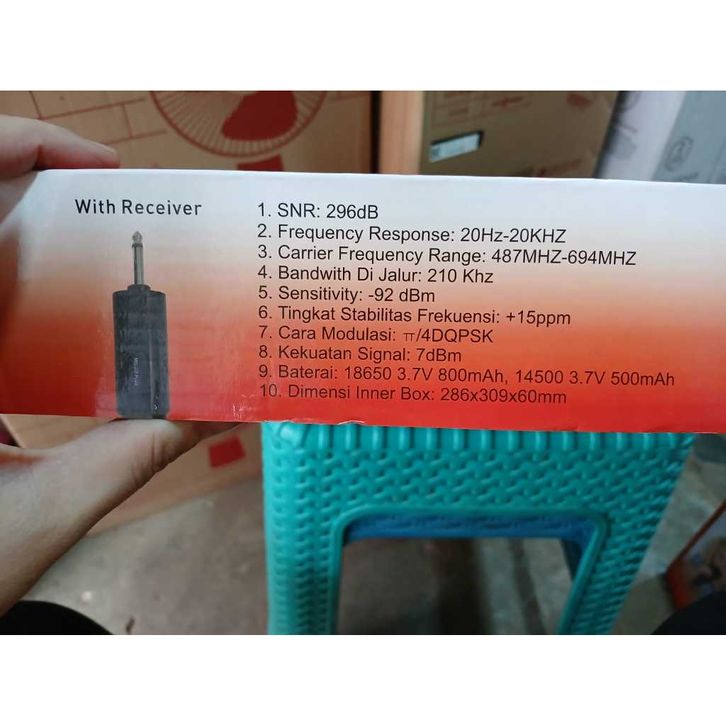 With Receiver
1. SNR: 296dB
2. Frequency Response: 20Hz-20KHZ
3. Carrier Frequency Range: 487MHZ-694MHZ
4. Bandwith Di Jalur: 210 Khz
5. Sensitivity: -92 dBm
6. Tingkat Stabilitas Frekuensi: +15ppm
7. Cara Modulasi: π/4DQPSK
8. Kekuatan Signal: 7dBm
9. Baterai: 18650 3.7V 800mAh, 14500 3.7V 500mAh
10. Dimensi Inner Box: 286x309x60mm